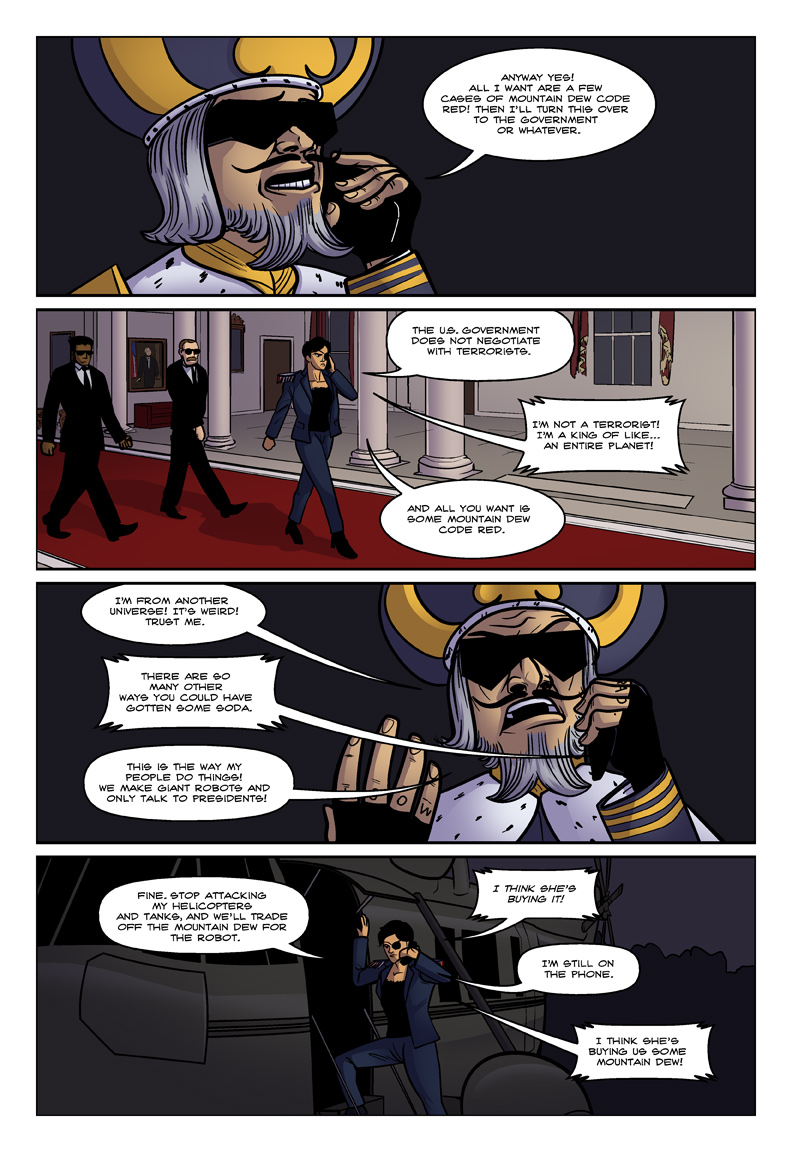 ANYWAY YES!
ALL I WANT ARE A FEW
CASES OF MOUNTAIN DEW CODE
RED! THEN I'LL TURN THIS OVER
TO THE GOVERNMENT
OR WHATEVER.
THE U.S. GOVERNMENT
DOES NOT NEGOTIATE
WITH TERRORISTS.
I'M NOT A TERRORIST!
I'M A KING OF LIKE...
AN ENTIRE PLANET!
AND ALL YOU WANT IS
SOME MOUNTAIN DEW
CODE RED.
I'M FROM ANOTHER
UNIVERSE! IT'S WEIRD!
TRUST ME.
THERE ARE SO
MANY OTHER
WAYS YOU COULD HAVE
GOTTEN SOME SODA.
THIS IS THE WAY MY
PEOPLE DO THINGS!
WE MAKE GIANT ROBOTS AND
ONLY TALK TO PRESIDENTS!
FINE. STOP ATTACKING
MY HELICOPTERS
AND TANKS, AND WE'LL TRADE
OFF THE MOUNTAIN DEW FOR
THE ROBOT.
I THINK SHE'S
BUYING IT!
I'M STILL ON
THE PHONE.
I THINK SHE'S
BUYING US SOME
MOUNTAIN DEW!